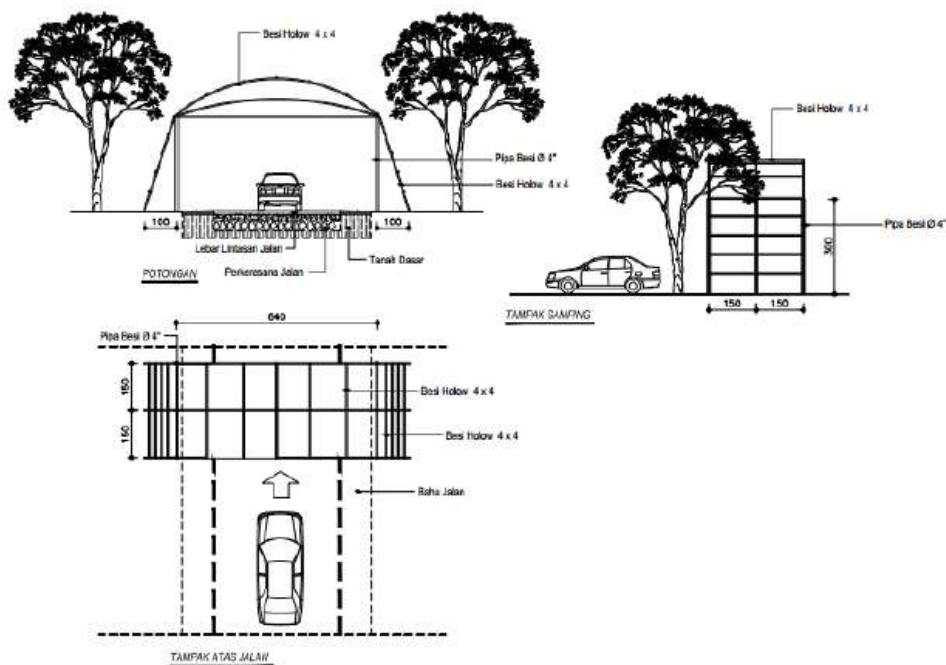 Besi Holow 4 x 4
Pipa Besi Ø 4"
Besi Holow 4 x 4
100
100
Lebar Lintasan Jalan
Perkerasana Jalan
Tanah Dasar
POTONGAN
Besi Holow 4 x 4
Pipa Besi Ø 4"
300
150
150
TAMPAK SAMPING
640
Pipa Besi Ø 4"
150
150
Besi Holow 4 x 4
Besi Holow 4 x 4
Bahu Jalan
TAMPAK ATAS JALAN